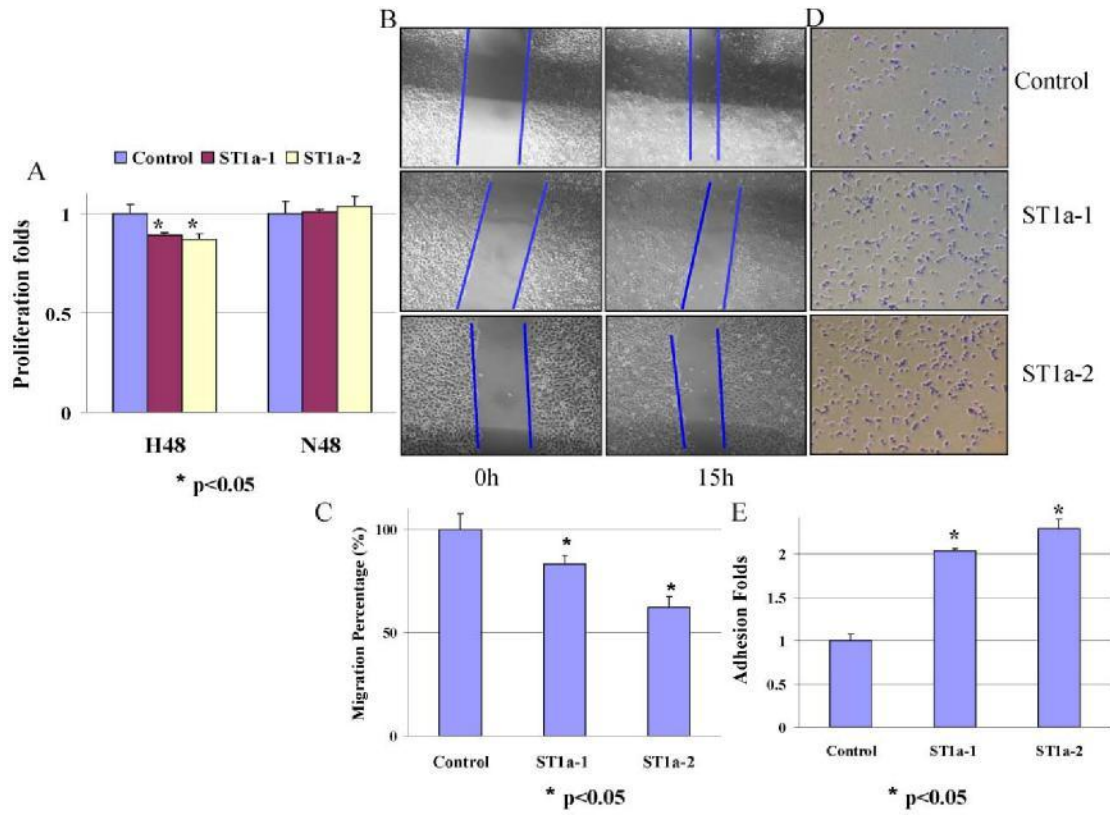 A
Control ST1a-1 ST1a-2
Proliferation folds
1
0.5
0
* *
H48 N48
* p<0.05
B
0h 15h
D
Control
ST1a-1
ST1a-2
C
Migration Percentage (%)
100
50
0
*
*
Control ST1a-1 ST1a-2
* p<0.05
E
Adhesion Folds
2
1.5
1
0.5
0
*
*
Control ST1a-1 ST1a-2
* p<0.05